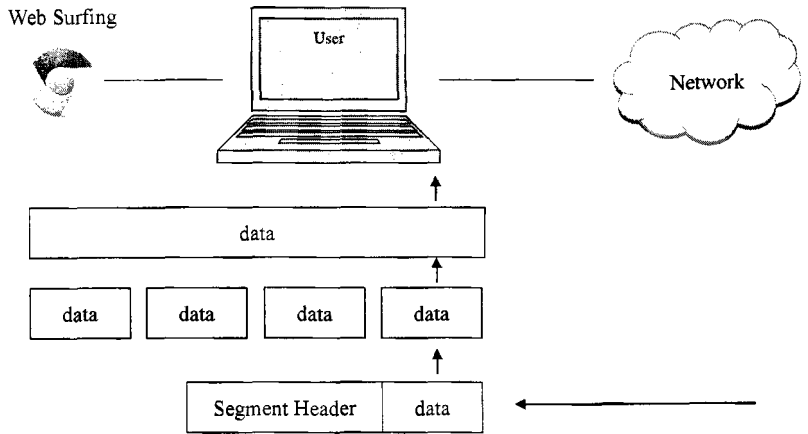 Web Surfing
User
Network
data
data data data data
Segment Header data